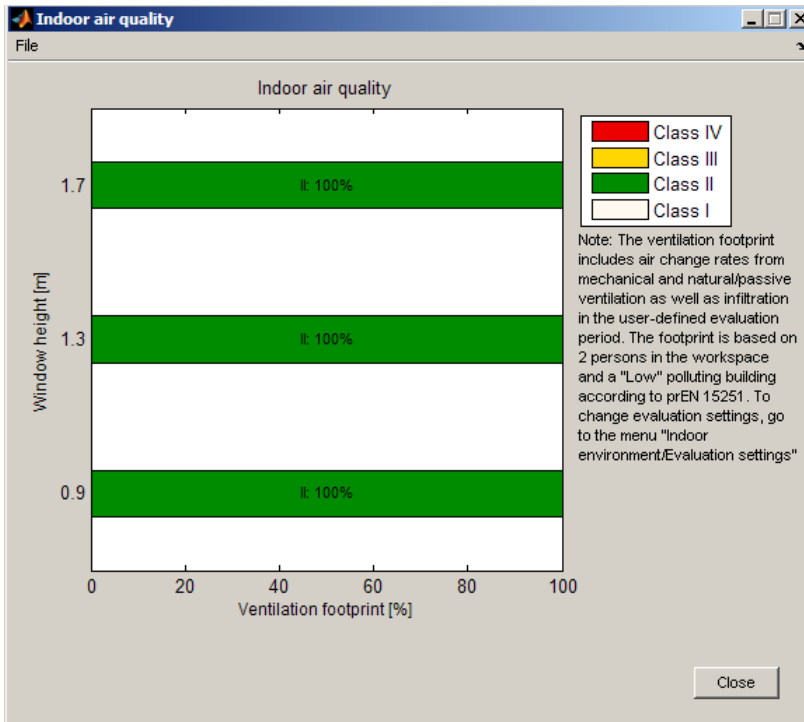 Indoor air quality
File
Indoor air quality
Class IV
Class III
Class II
Class I
Note: The ventilation footprint
includes air change rates from
mechanical and natural/passive
ventilation as well as infiltration
in the user-defined evaluation
period. The footprint is based on
2 persons in the workspace
and a "Low" polluting building
according to prEN 15251. To
change evaluation settings, go
to the menu "Indoor
environment/Evaluation settings"
Window height [m]
1.7
II: 100%
1.3
II: 100%
0.9
II: 100%
0 20 40 60 80 100
Ventilation footprint [%]
Close